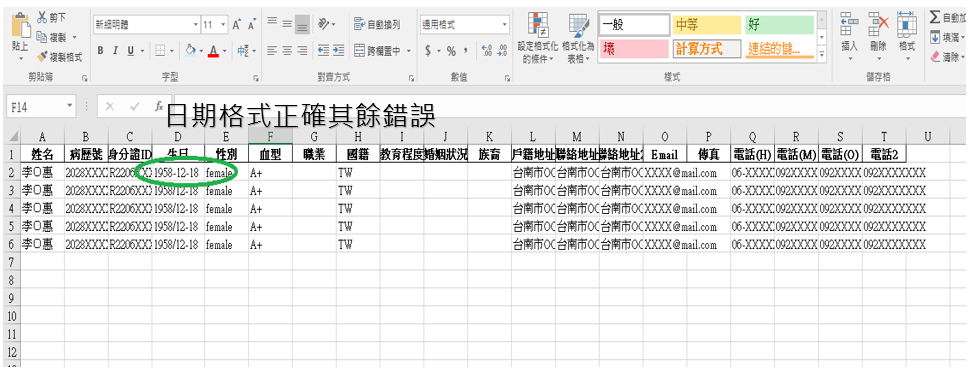 剪下
新細明體 11 A A
自動換列
通用格式
一般 中等 好
自動加
貼上
複製
填滿
複製格式
B I U
A 中
跨欄置中
$ %
設定格式化的條件
格式化為表格
壞 計算方式 連結的儲...
插入 刪除 格式
清除
剪貼簿 字型 對齊方式 數值 樣式 儲存格
F14 fx 日期格式正確其餘錯誤
A B C D E F G H I J K L M N O P Q R S T U
1 姓名 病歷號 身分證ID 生日 性別 血型 職業 國籍 教育程度 婚姻狀況 族裔 戶籍地址 聯絡地址 聯絡地址2 Email 傳真 電話(H) 電話(M) 電話(O) 電話2
2 李O惠 2028XXX R2206XXX 1958-12-18 female A+ TW 台南市OC 台南市OC 台南市OC XXXX@mail.com 06-XXXX 092XXXX 092XXXX 092XXXXXXX
3 李O惠 2028XXX R2206XXX 1958/12-18 female A+ TW 台南市OC 台南市OC 台南市OC XXXX@mail.com 06-XXXX 092XXXX 092XXXX 092XXXXXXX
4 李O惠 2028XXX R2206XXX 1958/12-18 female A+ TW 台南市OC 台南市OC 台南市OC XXXX@mail.com 06-XXXX 092XXXX 092XXXX 092XXXXXXX
5 李O惠 2028XXX R2206XXX 1958/12-18 female A+ TW 台南市OC 台南市OC 台南市OC XXXX@mail.com 06-XXXX 092XXXX 092XXXX 092XXXXXXX
6 李O惠 2028XXX R2206XXX 1958/12-18 female A+ TW 台南市OC 台南市OC 台南市OC XXXX@mail.com 06-XXXX 092XXXX 092XXXX 092XXXXXXX
7
8
9
10
11
12